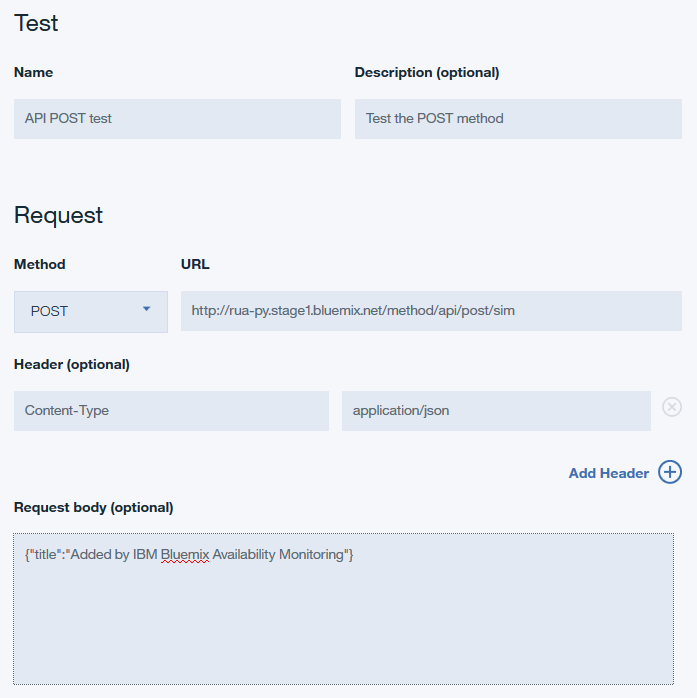 Test
Name Description (optional)
API POST test Test the POST method
Request
Method URL
POST http://rua-py.stage1.bluemix.net/method/api/post/sim
Header (optional)
Content-Type application/json
Add Header
Request body (optional)
{"title":"Added by IBM Bluemix Availability Monitoring"}